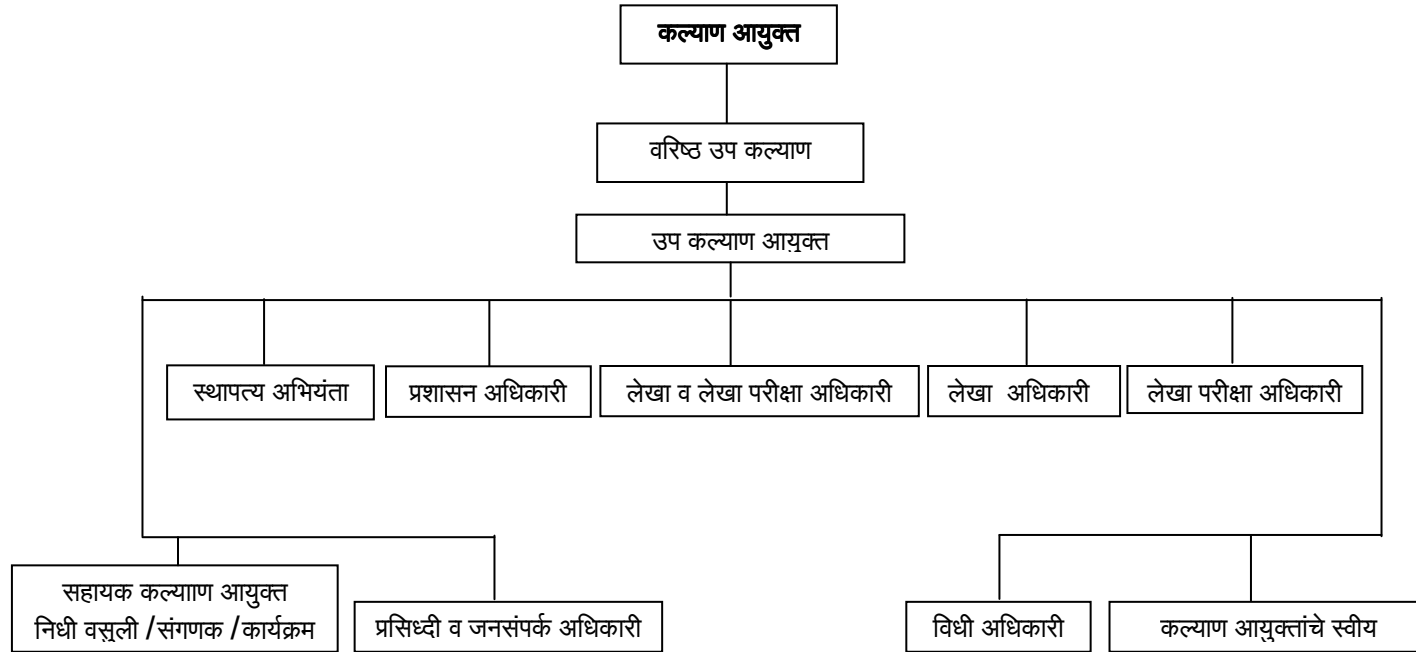 कल्याण आयुक्त
वरिष्ठ उप कल्याण
उप कल्याण आयुक्त
स्थापत्य अभियंता
प्रशासन अधिकारी
लेखा व लेखा परीक्षा अधिकारी
लेखा अधिकारी
लेखा परीक्षा अधिकारी
सहायक कल्यााण आयुक्त
निधी वसुली /संगणक /कार्यक्रम
प्रसिध्दी व जनसंपर्क अधिकारी
विधी अधिकारी
कल्याण आयुक्तांचे स्वीय